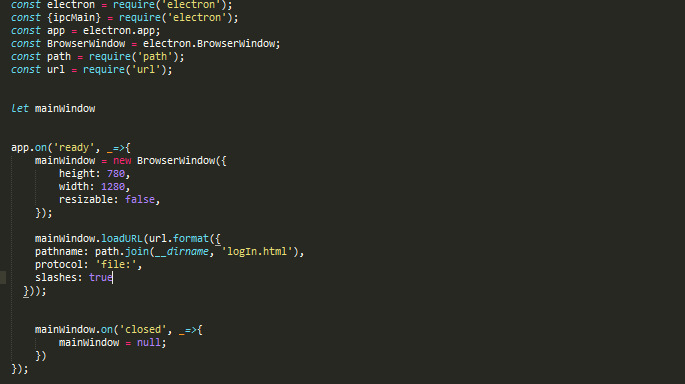 const electron = require('electron');
const {ipcMain} = require('electron');
const app = electron.app;
const BrowserWindow = electron.BrowserWindow;
const path = require('path');
const url = require('url');
let mainWindow
app.on('ready', _=>{
mainWindow = new BrowserWindow({
height: 780,
width: 1280,
resizable: false,
});
mainWindow.loadURL(url.format({
pathname: path.join(__dirname, 'logIn.html'),
protocol: 'file:',
slashes: true
}));
mainWindow.on('closed', _=>{
mainWindow = null;
})
});